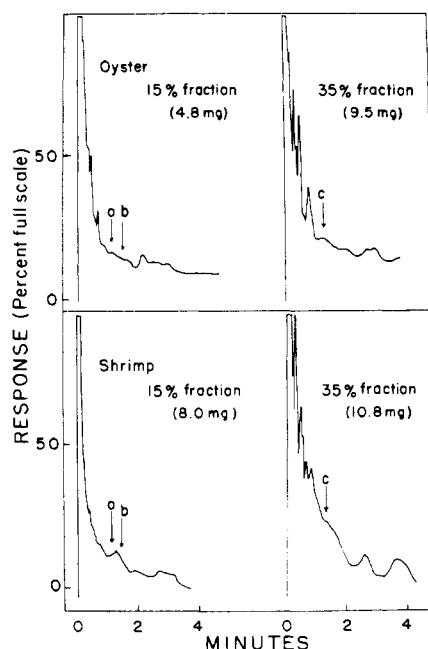 RESPONSE (Percent full scale)
Oyster
15% fraction
(4.8 mg)
35% fraction
(9.5 mg)
50
a
b
c
0
Shrimp
15% fraction
(8.0 mg)
35% fraction
(10.8 mg)
50
a
b
c
0
0 2 4 0 2 4
MINUTES